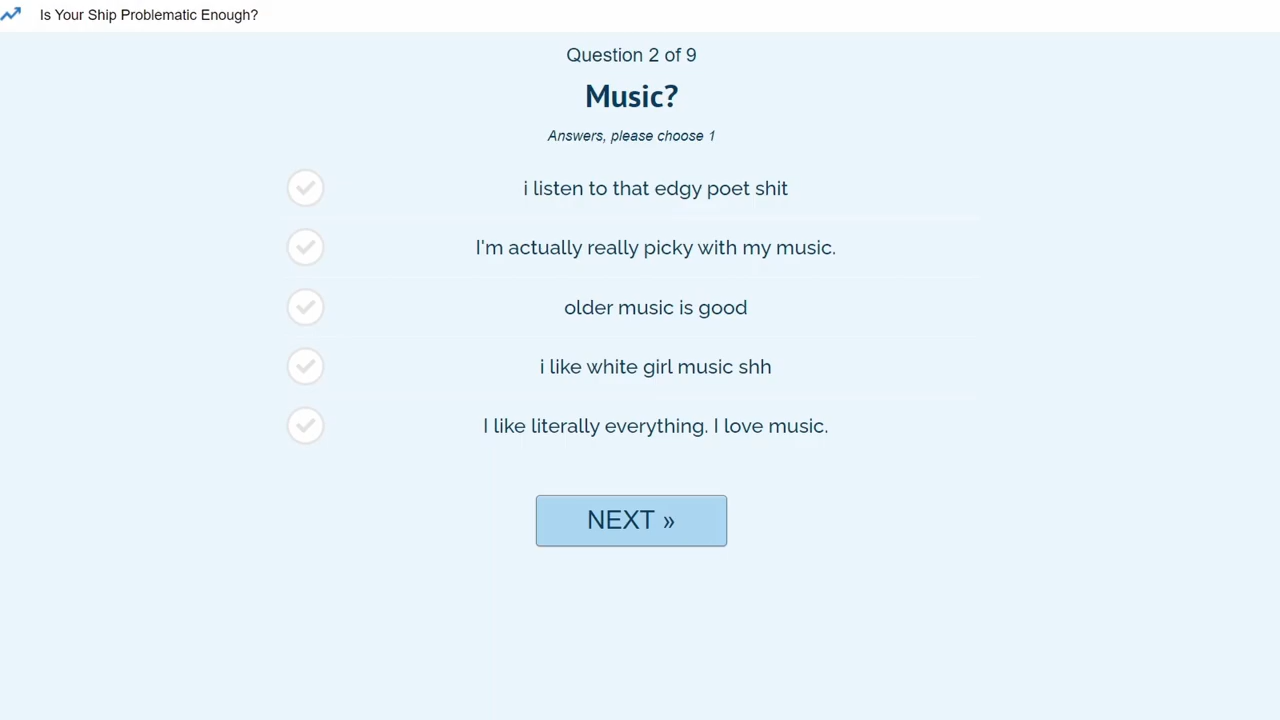 Is Your Ship Problematic Enough?
Question 2 of 9
Music?
Answers, please choose 1
i listen to that edgy poet shit
I'm actually really picky with my music.
older music is good
i like white girl music shh
I like literally everything. I love music.
NEXT »